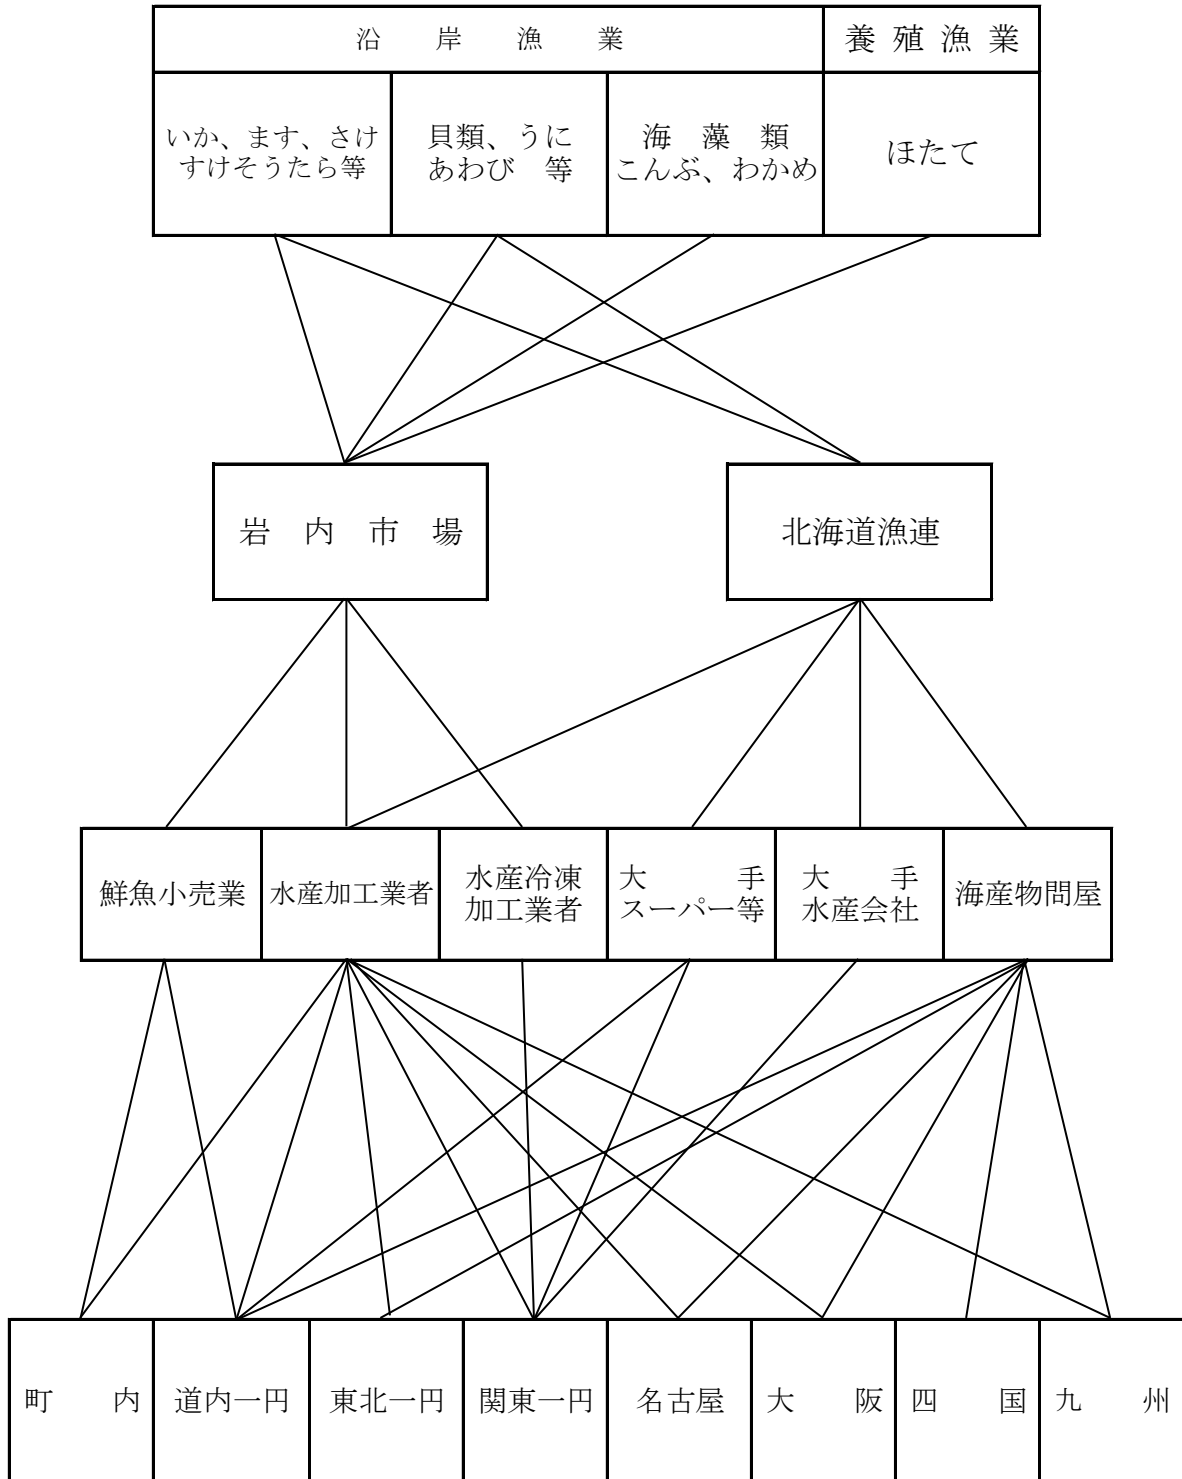 沿岸漁業
養殖漁業
いか、ます、さけ
すけそうたら等
貝類、うに
あわび 等
海藻類
こんぶ、わかめ
ほたて
岩内市場
北海道漁連
鮮魚小売業
水産加工業者
水産冷凍
加工業者
大手
スーパー等
大手
水産会社
海産物問屋
町内
道内一円
東北一円
関東一円
名古屋
大阪
四国
九州